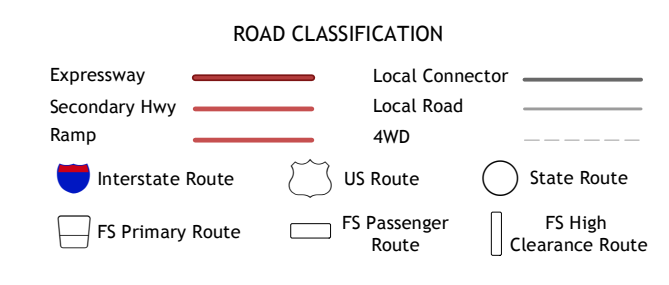 ROAD CLASSIFICATION
Expressway
Local Connector
Secondary Hwy
Local Road
Ramp
4WD
Interstate Route
US Route
State Route
FS Primary Route
FS Passenger
Route
FS High
Clearance Route